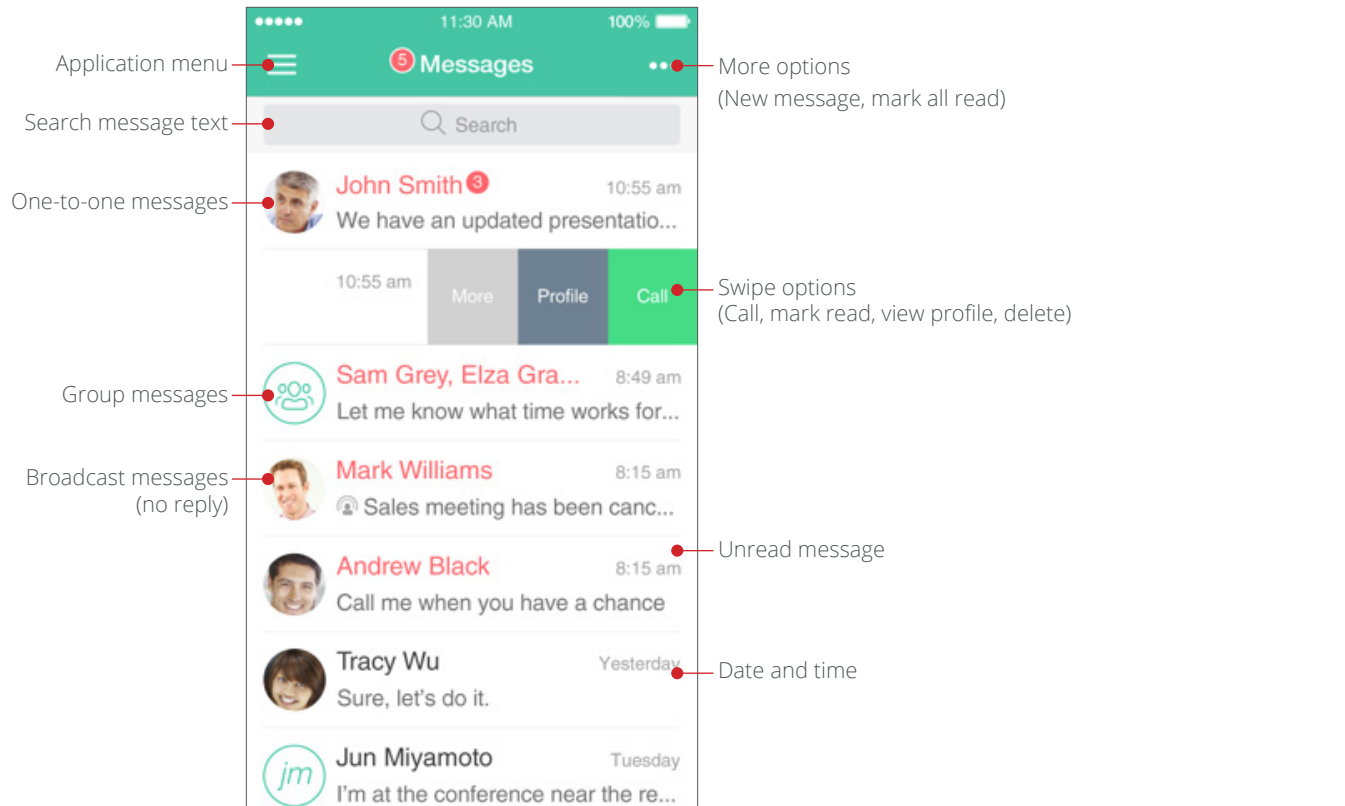 11:30 AM
100%
Application menu
5 Messages
More options
(New message, mark all read)
Search message text
Search
One-to-one messages
John Smith 3
10:55 am
We have an updated presentatio...
10:55 am
More
Profile
Call
Swipe options
(Call, mark read, view profile, delete)
Group messages
Sam Grey, Elza Gra...
8:49 am
Let me know what time works for...
Broadcast messages
(no reply)
Mark Williams
8:15 am
Sales meeting has been canc...
Unread message
Andrew Black
8:15 am
Call me when you have a chance
Tracy Wu
Yesterday
Date and time
Sure, let's do it.
jm
Jun Miyamoto
Tuesday
I'm at the conference near the re...